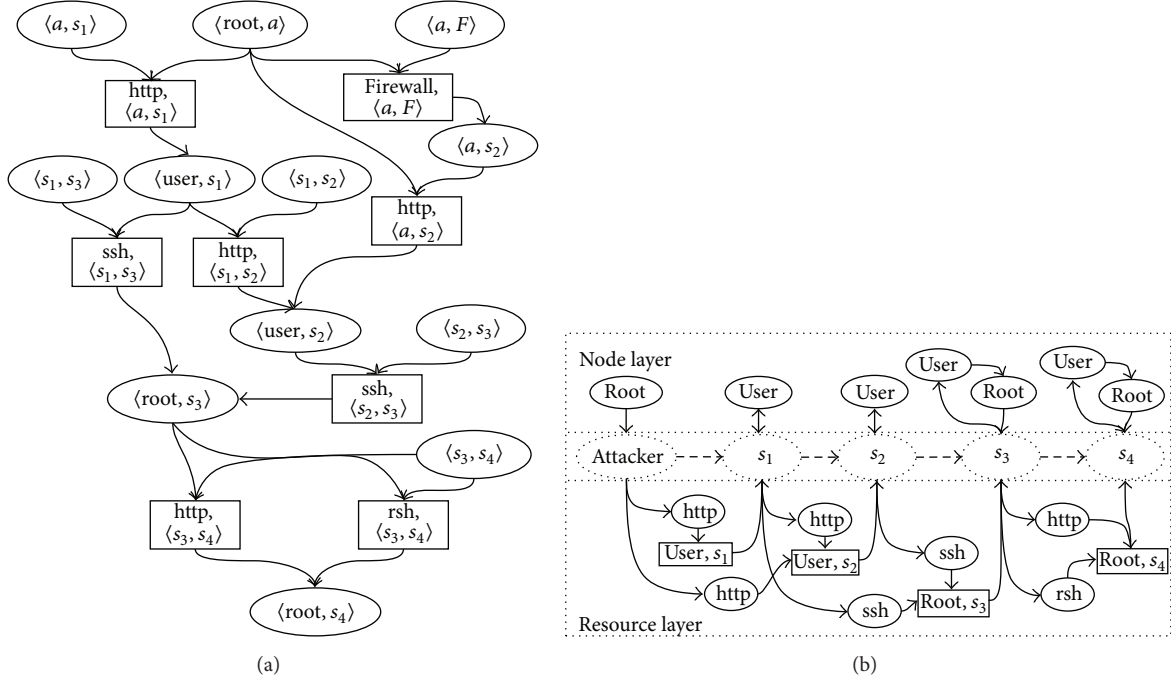 ⟨a, s₁⟩
⟨root, a⟩
⟨a, F⟩
http,
⟨a, s₁⟩
Firewall,
⟨a, F⟩
⟨a, s₂⟩
⟨s₁, s₃⟩
⟨user, s₁⟩
⟨s₁, s₂⟩
http,
⟨a, s₂⟩
ssh,
⟨s₁, s₃⟩
http,
⟨s₁, s₂⟩
⟨user, s₂⟩
⟨s₂, s₃⟩
⟨root, s₃⟩
ssh,
⟨s₂, s₃⟩
⟨s₃, s₄⟩
http,
⟨s₃, s₄⟩
rsh,
⟨s₃, s₄⟩
⟨root, s₄⟩
(a)
Node layer
Root
User
User
User
Root
User
Root
Attacker
s₁
s₂
s₃
s₄
http
User, s₁
http
http
User, s₂
ssh
ssh
Root, s₃
http
rsh
Root, s₄
Resource layer
(b)